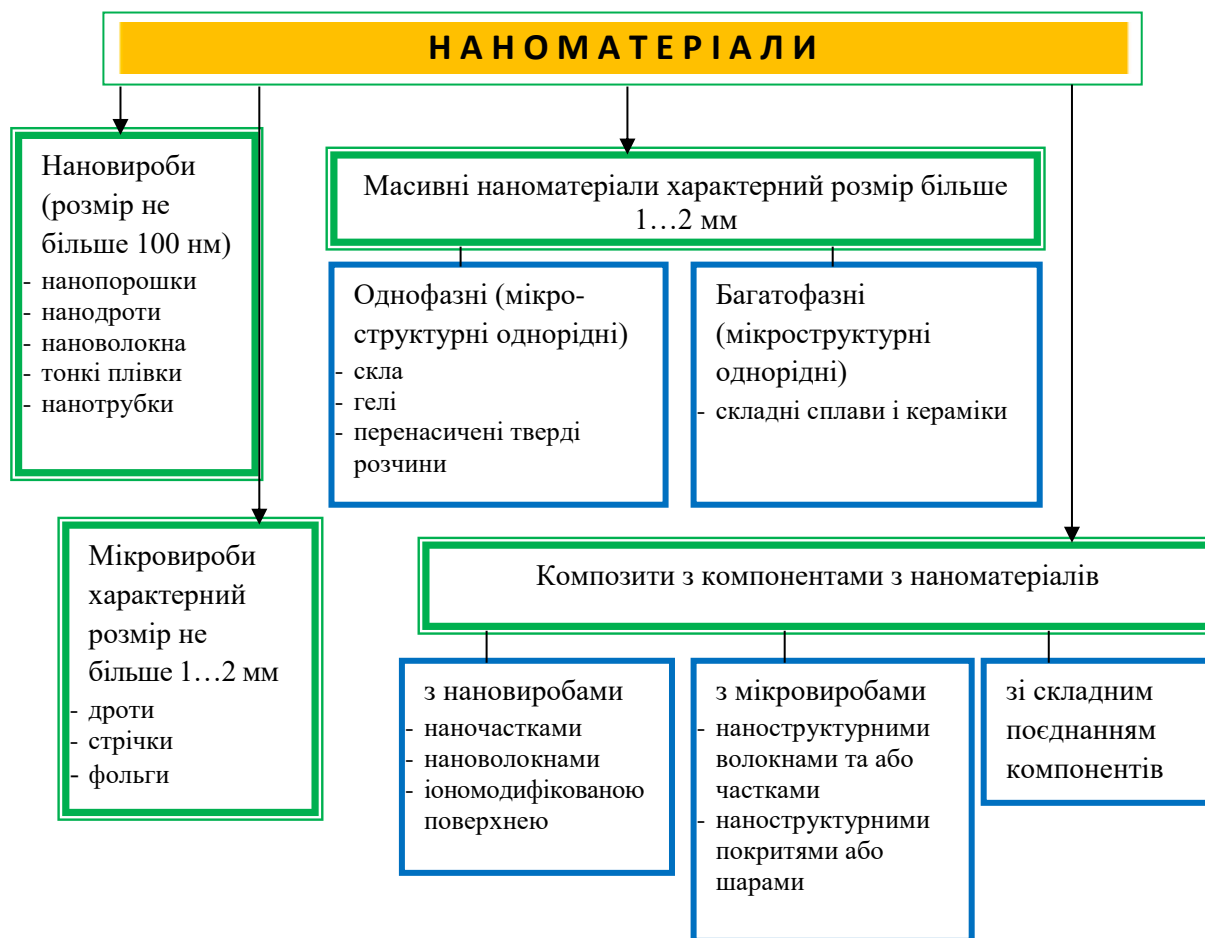 НАНОМАТЕРІАЛИ
Нановироби
(розмір не
більше 100 нм)
- нанопорошки
- нанодроти
- нановолокна
- тонкі плівки
- нанотрубки
Масивні наноматеріали характерний розмір більше
1…2 мм
Однофазні (мікро-
структурні однорідні)
- скла
- гелі
- перенасичені тверді
розчини
Багатофазні
(мікроструктурні
однорідні)
- складні сплави і кераміки
Мікровироби
характерний
розмір не
більше 1…2 мм
- дроти
- стрічки
- фольги
Композити з компонентами з наноматеріалів
з нановиробами
- наночастками
- нановолокнами
- іономодифікованою
поверхнею
з мікровиробами
- наноструктурними
волокнами та або
частками
- наноструктурними
покритями або
шарами
зі складним
поєднанням
компонентів